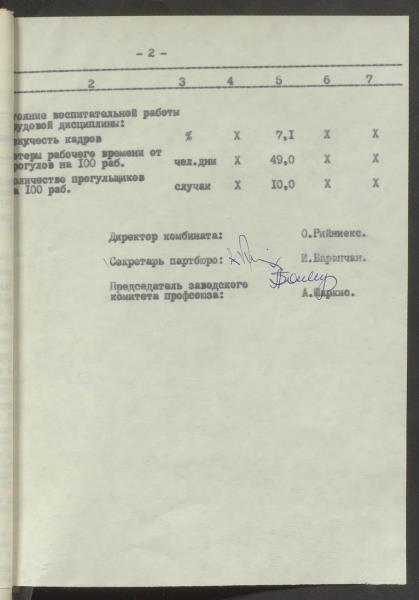 - 2 -
2 3 4 5 6 7
тояние воспитательной работы
рудовой дисциплины:
екучесть кадров % X 7,1 X X
отери рабочего времени от
рогулов на 100 раб. чел.дни X 49,0 X X
оличество прогульщиков
а 100 раб. случаи X 10,0 X X
Директор комбината: О.Рийниекс.
Секретарь партбюро: И.Баранчан.
Председатель заводского
комитета профсоюза: А.Шаркис.